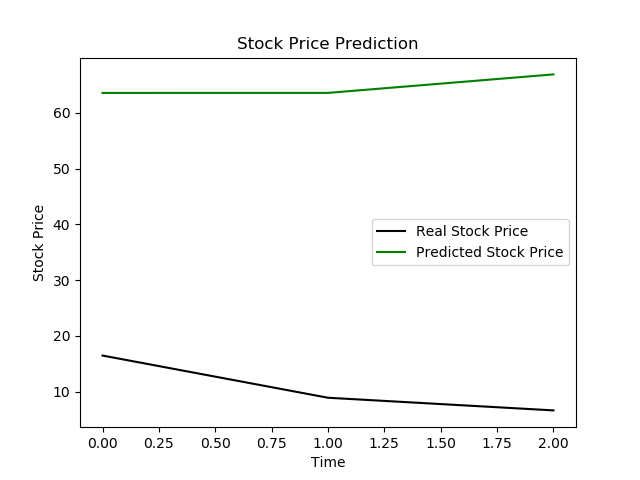 Stock Price Prediction
Stock Price
60
50
40
30
20
10
Real Stock Price
Predicted Stock Price
0.00 0.25 0.50 0.75 1.00 1.25 1.50 1.75 2.00
Time